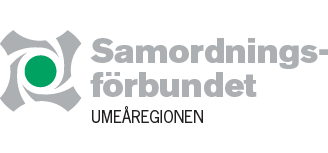 Samordnings-
förbundet
UMEÅREGIONEN